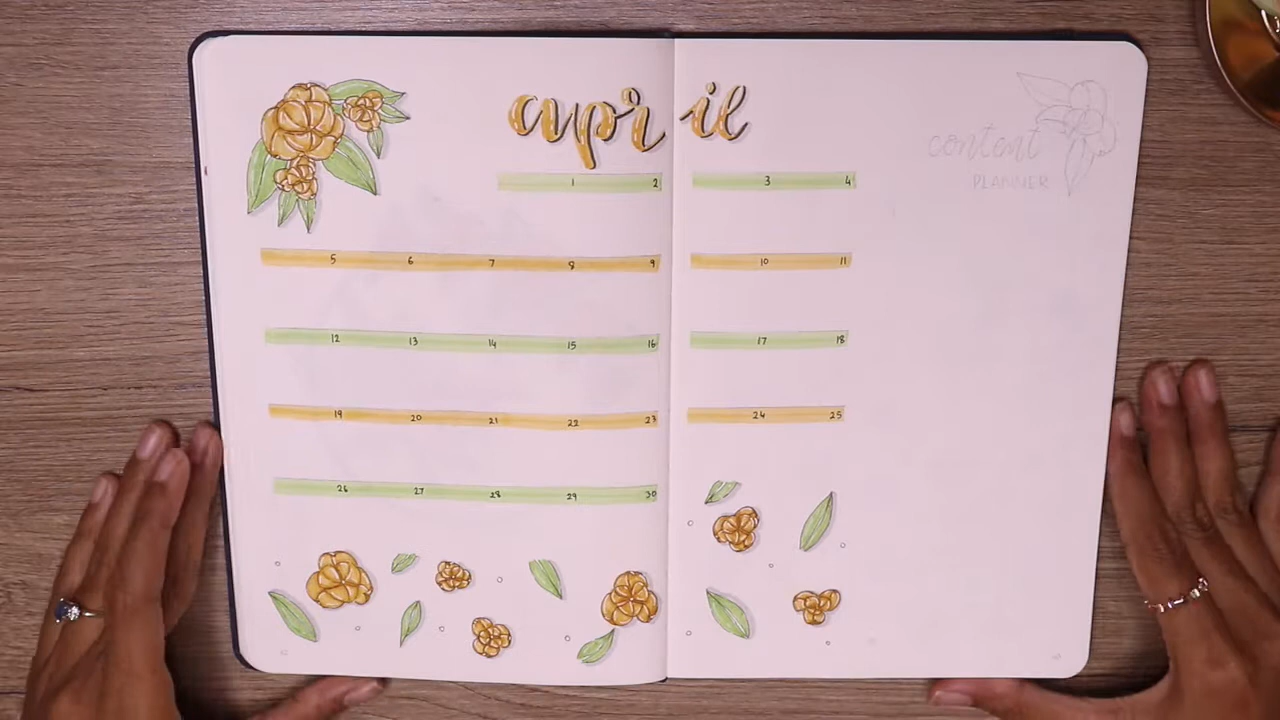 april
content
PLANNER
1 2 3 4
5 6 7 8 9 10 11
12 13 14 15 16 17 18
19 20 21 22 23 24 25
26 27 28 29 30